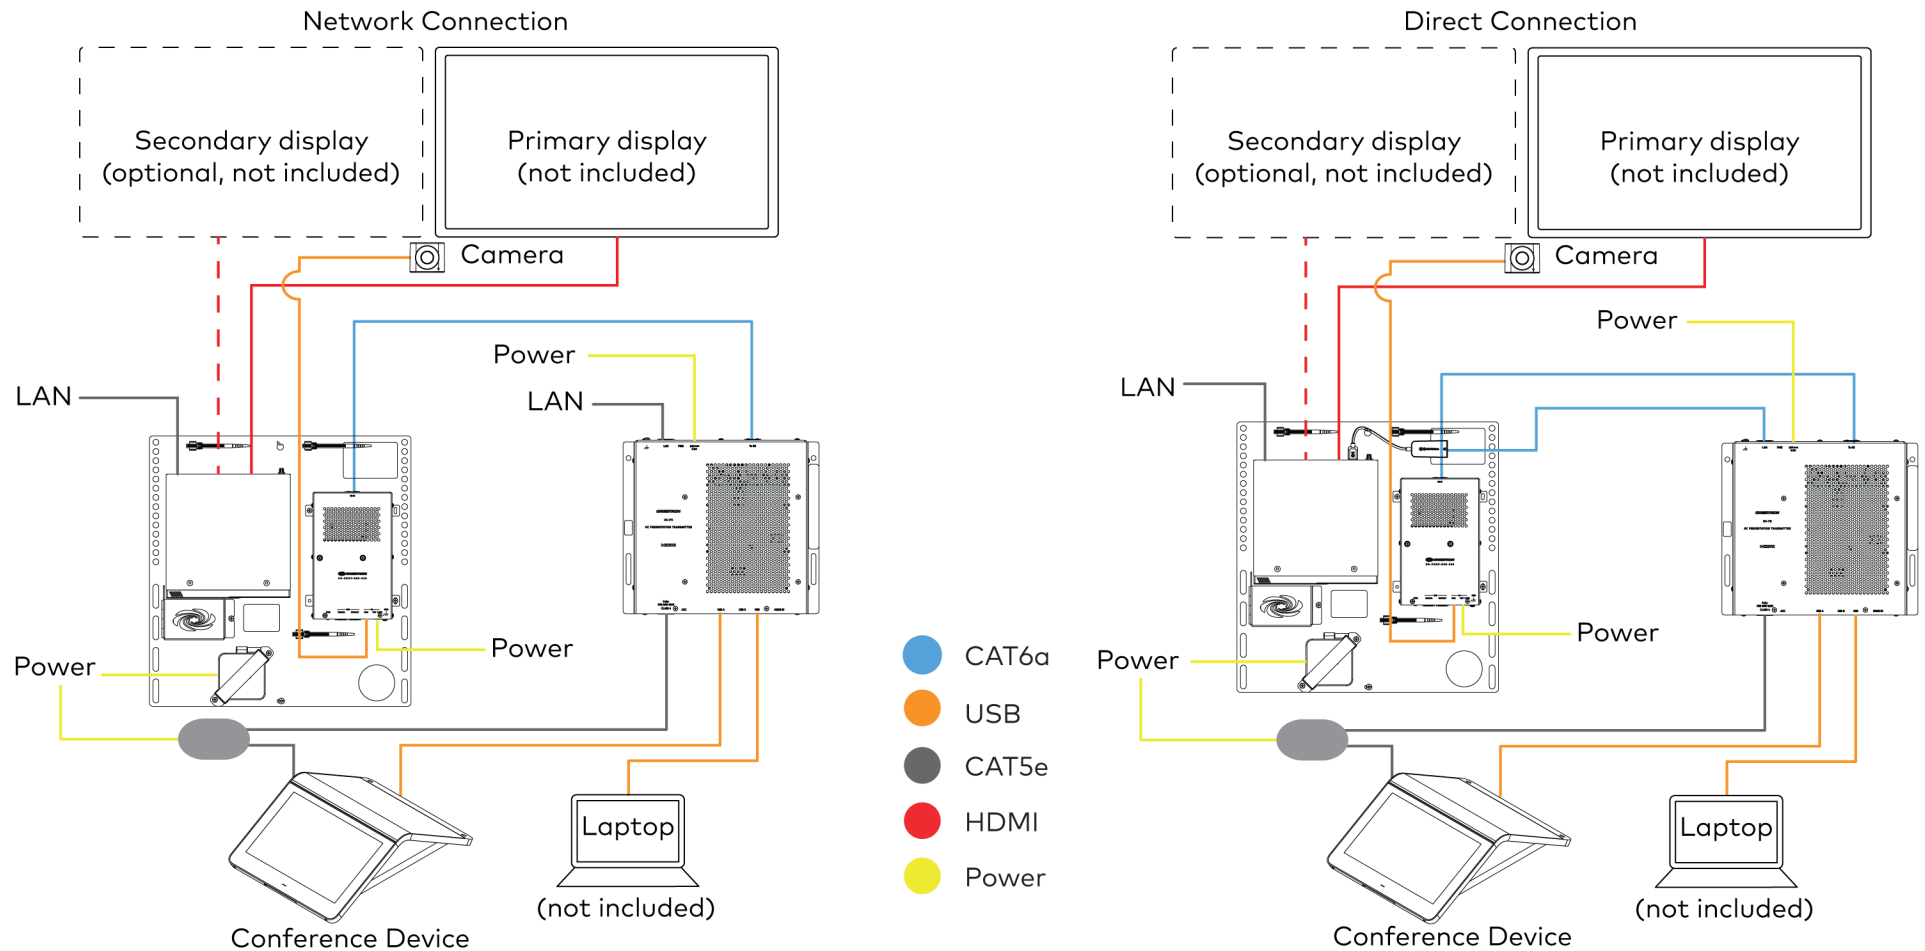 Network Connection
Secondary display
(optional, not included)
Primary display
(not included)
Camera
Power
LAN
LAN
CRESTRON
Power
Power
Laptop
(not included)
Conference Device
CAT6a
USB
CAT5e
HDMI
Power
Direct Connection
Secondary display
(optional, not included)
Primary display
(not included)
Camera
Power
LAN
CRESTRON
Power
Power
Laptop
(not included)
Conference Device